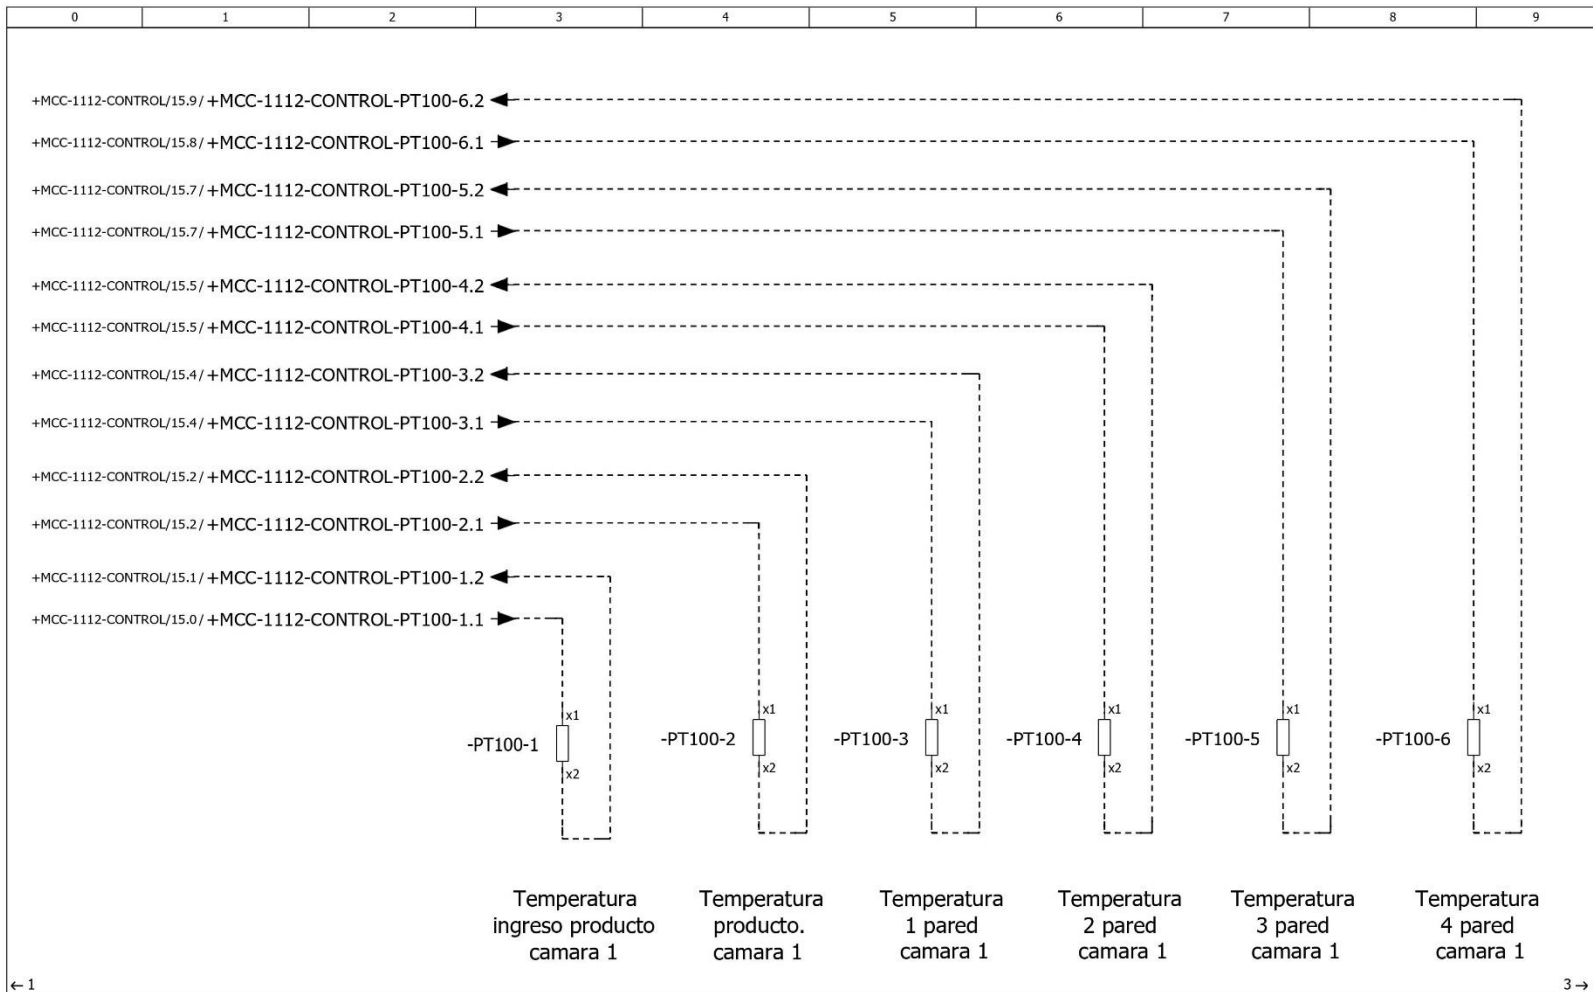 0 1 2 3 4 5 6 7 8 9
+MCC-1112-CONTROL/15.9/ +MCC-1112-CONTROL-PT100-6.2
+MCC-1112-CONTROL/15.8/ +MCC-1112-CONTROL-PT100-6.1
+MCC-1112-CONTROL/15.7/ +MCC-1112-CONTROL-PT100-5.2
+MCC-1112-CONTROL/15.7/ +MCC-1112-CONTROL-PT100-5.1
+MCC-1112-CONTROL/15.5/ +MCC-1112-CONTROL-PT100-4.2
+MCC-1112-CONTROL/15.5/ +MCC-1112-CONTROL-PT100-4.1
+MCC-1112-CONTROL/15.4/ +MCC-1112-CONTROL-PT100-3.2
+MCC-1112-CONTROL/15.4/ +MCC-1112-CONTROL-PT100-3.1
+MCC-1112-CONTROL/15.2/ +MCC-1112-CONTROL-PT100-2.2
+MCC-1112-CONTROL/15.2/ +MCC-1112-CONTROL-PT100-2.1
+MCC-1112-CONTROL/15.1/ +MCC-1112-CONTROL-PT100-1.2
+MCC-1112-CONTROL/15.0/ +MCC-1112-CONTROL-PT100-1.1
x1 x1 x1 x1 x1 x1
-PT100-1 -PT100-2 -PT100-3 -PT100-4 -PT100-5 -PT100-6
x2 x2 x2 x2 x2 x2
Temperatura
ingreso producto
camara 1
Temperatura
producto.
camara 1
Temperatura
1 pared
camara 1
Temperatura
2 pared
camara 1
Temperatura
3 pared
camara 1
Temperatura
4 pared
camara 1
← 1
3 →